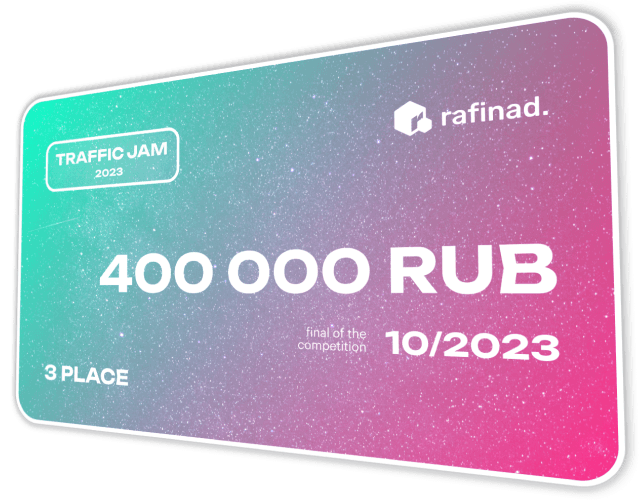 rafinad.
TRAFFIC JAM
2023
400 000 RUB
final of the
competition
10/2023
3 PLACE